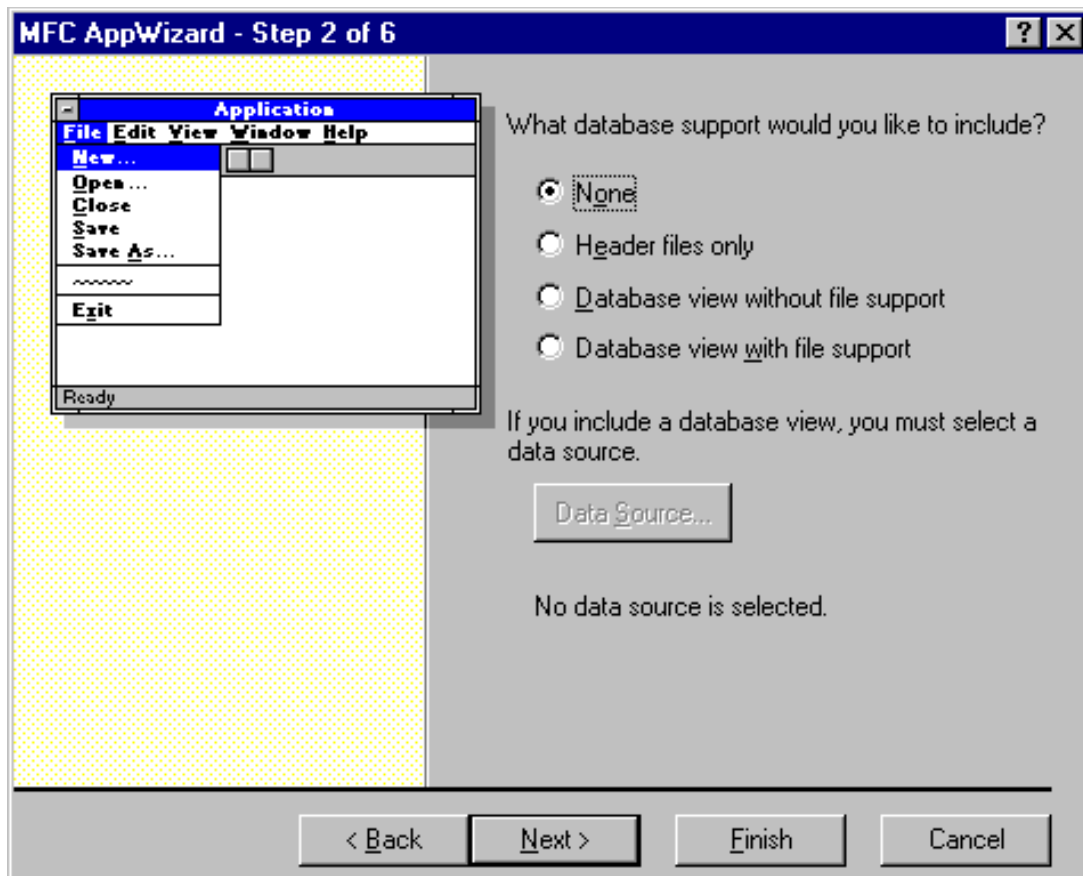 MFC AppWizard - Step 2 of 6
Application
File Edit View Window Help
New...
Open...
Close
Save
Save As...
Exit
Ready
What database support would you like to include?
None
Header files only
Database view without file support
Database view with file support
If you include a database view, you must select a
data source.
Data Source...
No data source is selected.
< Back Next > Finish Cancel